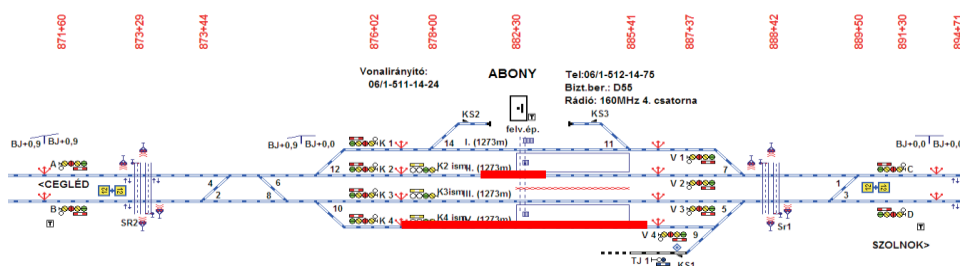 871+60
873+29
873+44
876+02
878+00
882+30
885+41
887+37
888+42
889+50
891+30
894+71
Vonalirányító:
06/1-511-14-24
ABONY
Tel:06/1-512-14-75
Bizt.ber.: D55
Rádió: 160MHz 4. csatorna
KS2
felv.ép.
T
KS3
BJ+0,9
BJ+0,9
BJ+0,0
BJ+0,0
BJ+0,0
BJ+0,0
K 1
14
I. (1273m)
11
V 1
A
12
K 2
K2 ism
II. (1273m)
7
C
<CEGLÉD
4
6
V 2
1
2
8
K 3
K3ism
III. (1273m)
3
B
SR2
10
K 4
K4 ism
IV. (1273m)
V 3
5
Sr1
D
T
V 4
9
SZOLNOK>
TJ 1
KS1